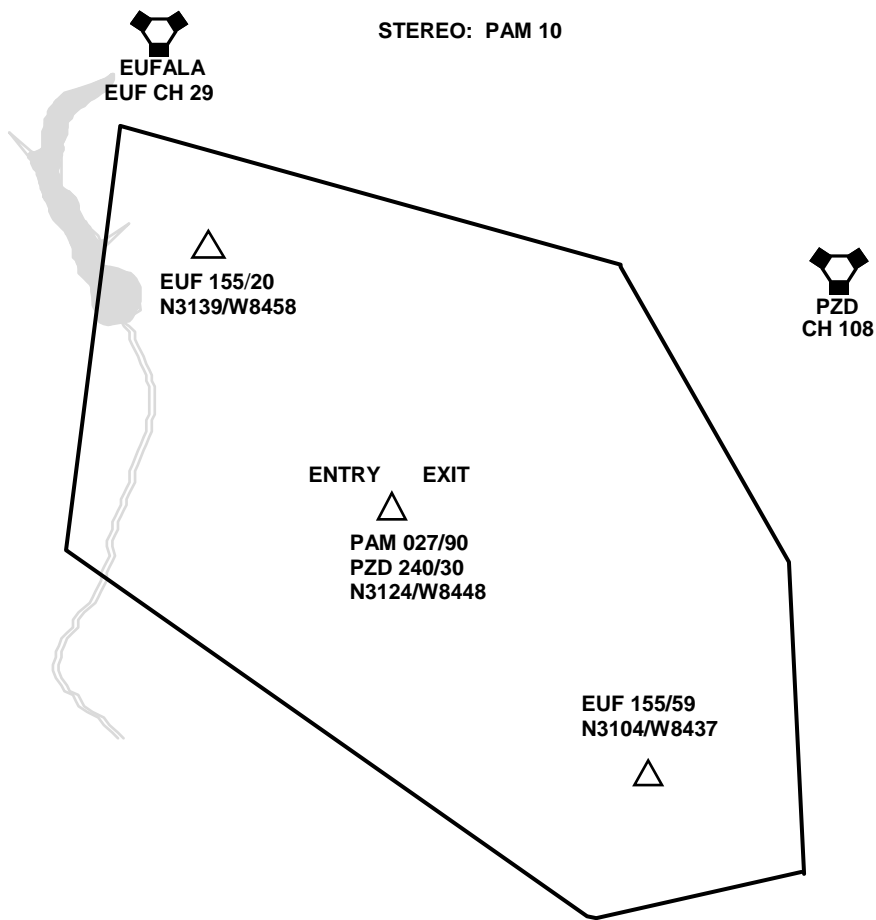 STEREO: PAM 10
EUFALA
EUF CH 29
EUF 155/20
N3139/W8458
PZD
CH 108
ENTRY EXIT
PAM 027/90
PZD 240/30
N3124/W8448
EUF 155/59
N3104/W8437